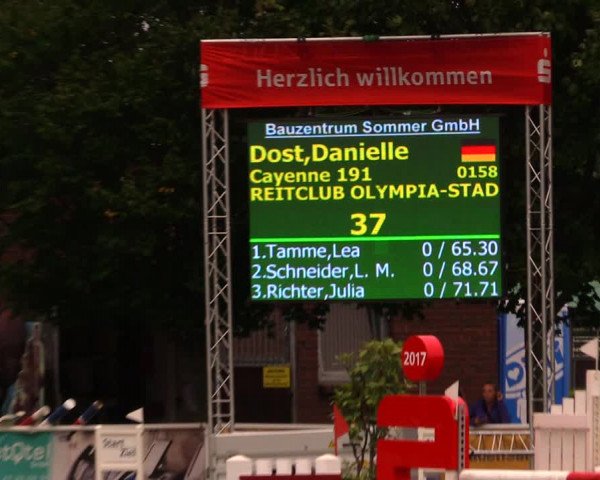 Herzlich willkommen
Bauzentrum Sommer GmbH
Dost,Danielle
Cayenne 191 0158
REITCLUB OLYMPIA-STAD
37
1.Tamme,Lea 0 / 65.30
2.Schneider,L. M. 0 / 68.67
3.Richter,Julia 0 / 71.71
2017
Start
Ziel